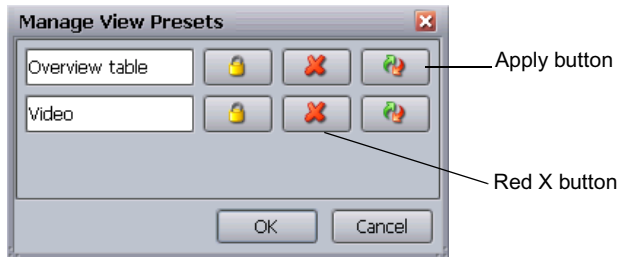 Manage View Presets
Overview table
Apply button
Video
Red X button
OK
Cancel